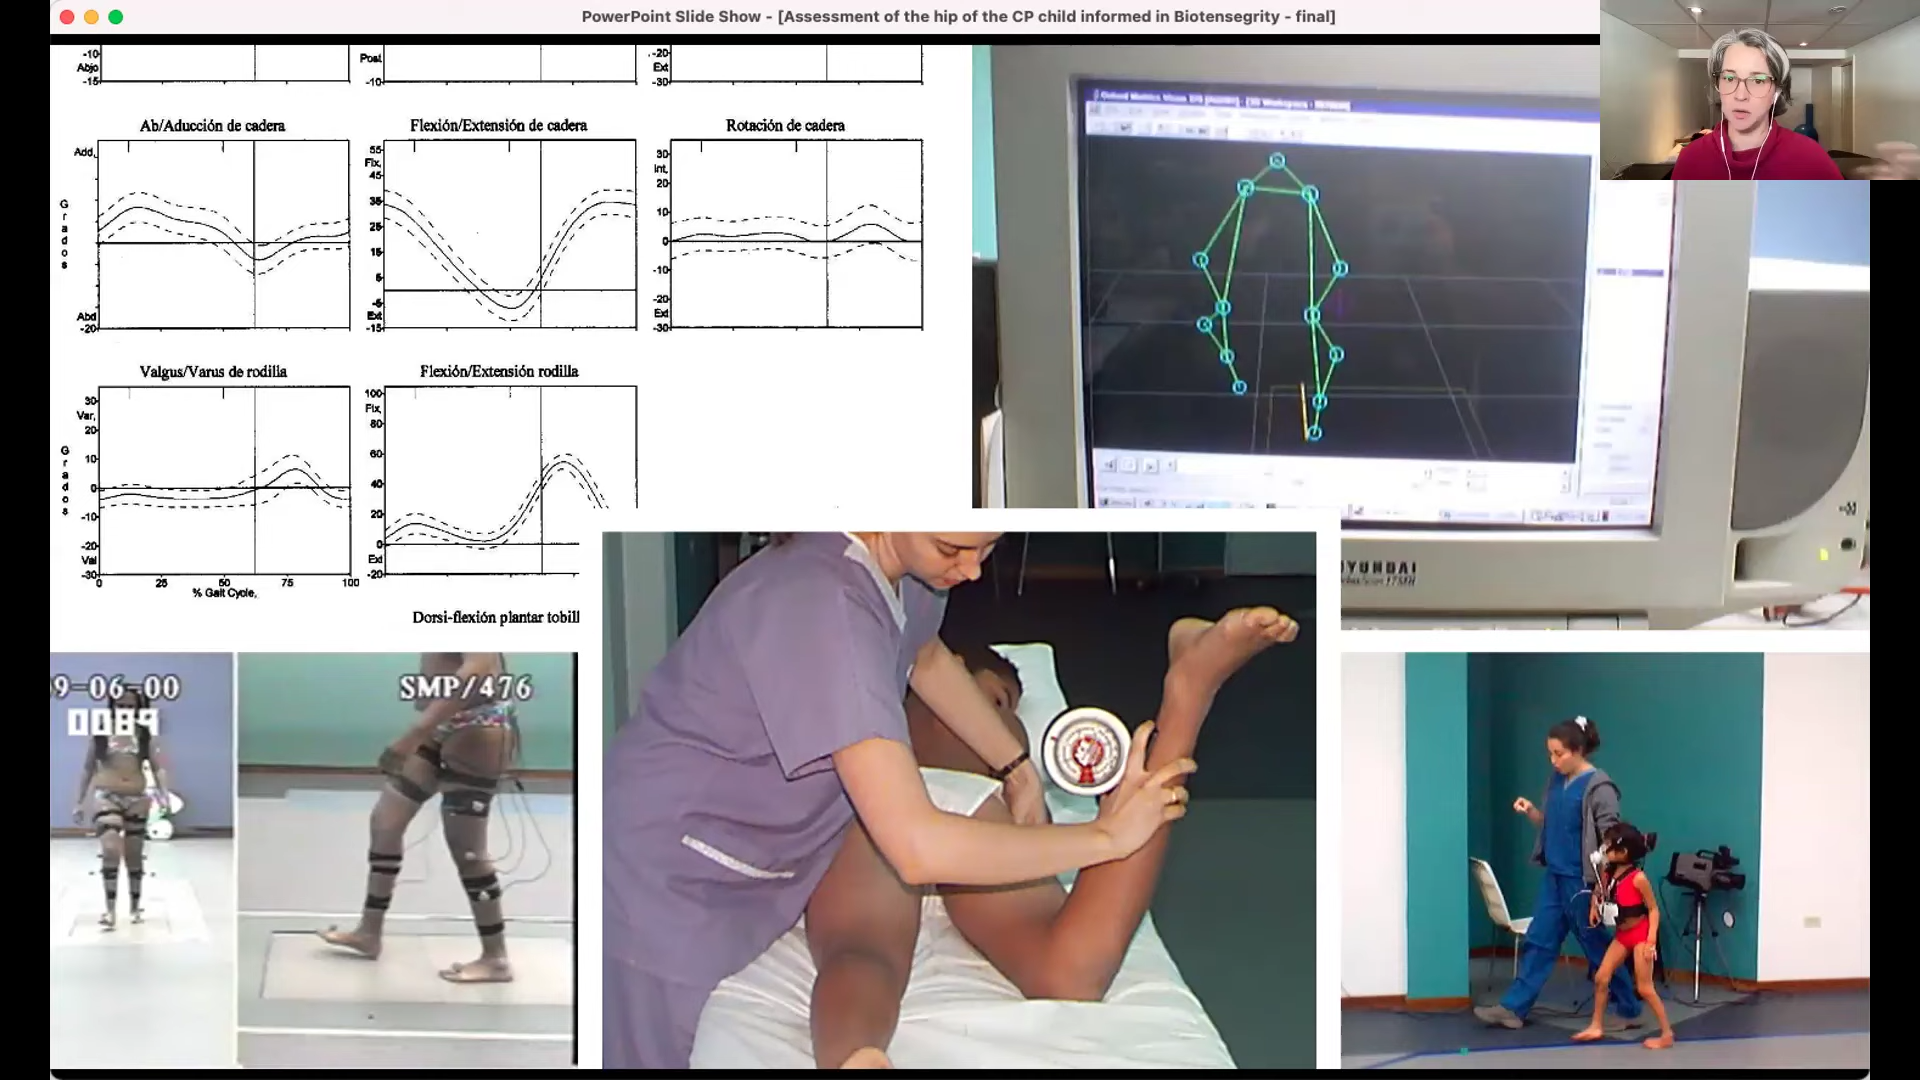 PowerPoint Slide Show - [Assessment of the hip of the CP child informed in Biotensegrity - final]
-10
Abjo
-15
Post
-10
-20
Ext
-30
Ab/Aducción de cadera
Add,
Grados
Abd
-20
Flexión/Extensión de cadera
55
Flx,
45
35
25
15
5
-5
Ext
-15
Rotación de cadera
30
Int,
20
10
0
-10
-20
Ext
-30
Valgus/Varus de rodilla
30
Var,
20
Grados
10
0
-10
-20
Val
-30
0 25 50 75 100
% Gait Cycle,
Flexión/Extensión rodilla
100
Flx,
80
60
40
20
0
Ext
-20
Dorsi-flexión plantar tobill
HYUNDAI
9-06-00
0089
SMP/476